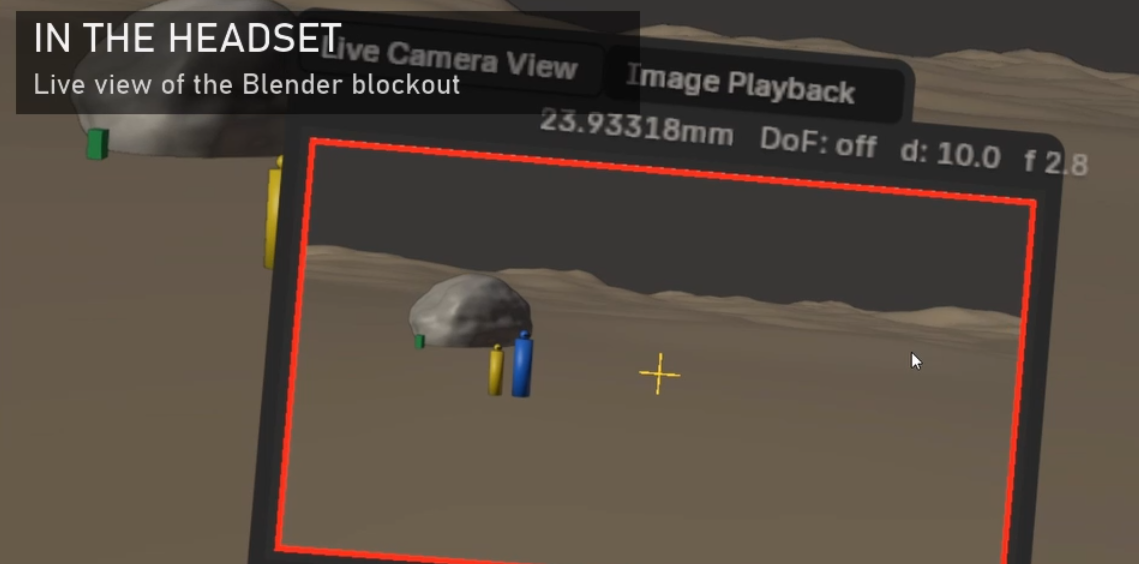 IN THE HEADSET
Live view of the Blender blockout
Live Camera View
Image Playback
23.93318mm DoF: off d: 10.0 f 2.8